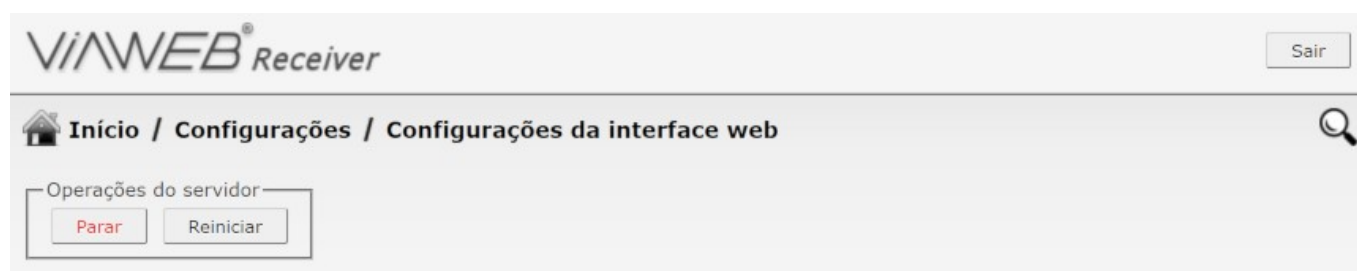 ViAWEB® Receiver
Sair
Início / Configurações / Configurações da interface web
Operações do servidor
Parar Reiniciar